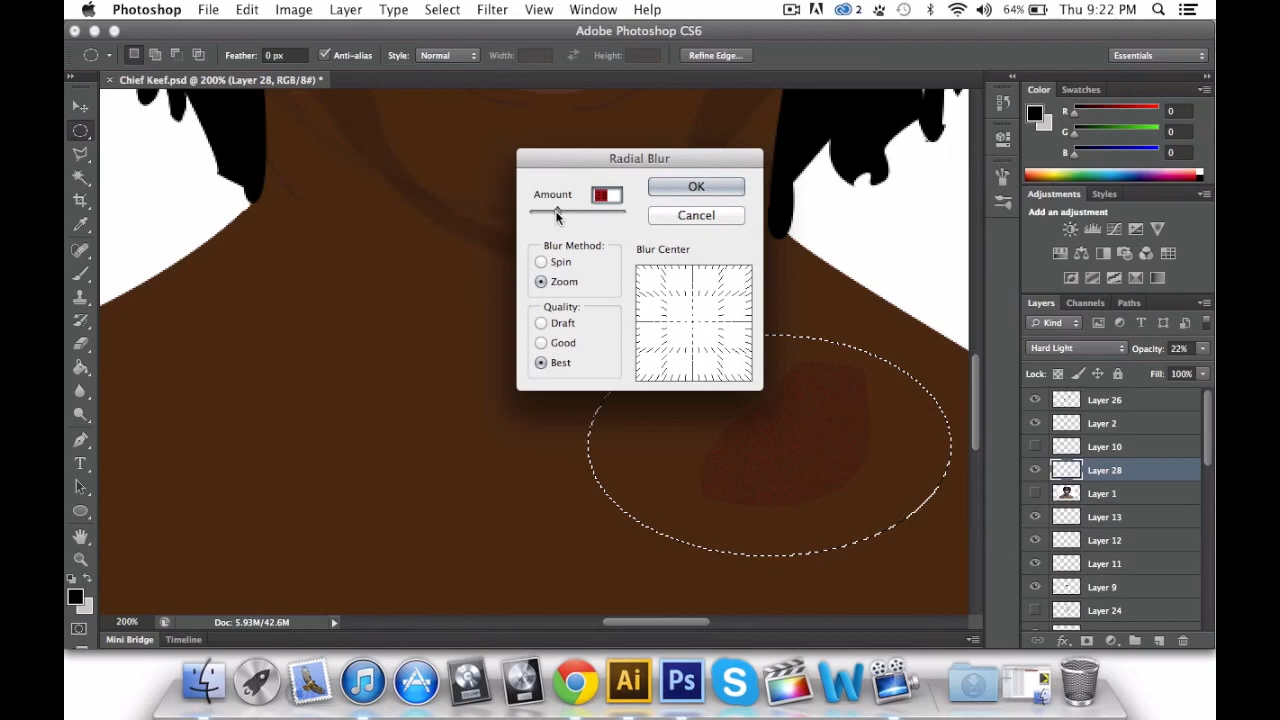 Photoshop File Edit Image Layer Type Select Filter View Window Help 2 64% Thu 9:22 PM
Adobe Photoshop CS6
Feather: 0 px Anti-alias Style: Normal Width: Height: Refine Edge... Essentials
× Chief Keef.psd @ 200% (Layer 28, RGB/8#) *
Color Swatches
R 0
G 0
B 0
Radial Blur
Amount OK
Cancel
Blur Method: Blur Center
Spin
Zoom
Quality:
Draft
Good
Best
Adjustments Styles
Add an adjustment
Layers Channels Paths
Kind
Hard Light Opacity: 22%
Lock: Fill: 100%
Layer 26
Layer 2
Layer 10
Layer 28
Layer 1
Layer 13
Layer 12
Layer 11
Layer 9
Layer 24
fx
200% Doc: 5.93M/42.6M
Mini Bridge Timeline
Ai Ps